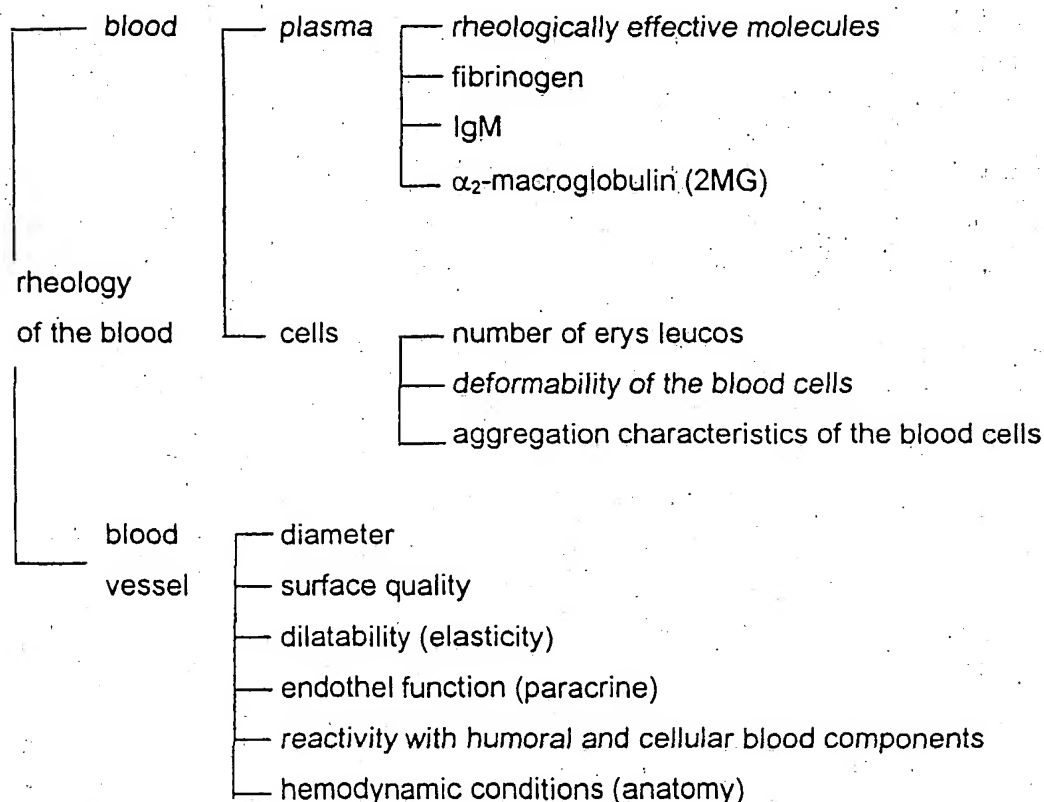 blood plasma rheologically effective molecules
fibrinogen
IgM
α₂-macroglobulin (2MG)
rheology
of the blood cells number of erys leucos
deformability of the blood cells
aggregation characteristics of the blood cells
blood diameter
vessel surface quality
dilatability (elasticity)
endothel function (paracrine)
reactivity with humoral and cellular blood components
hemodynamic conditions (anatomy)